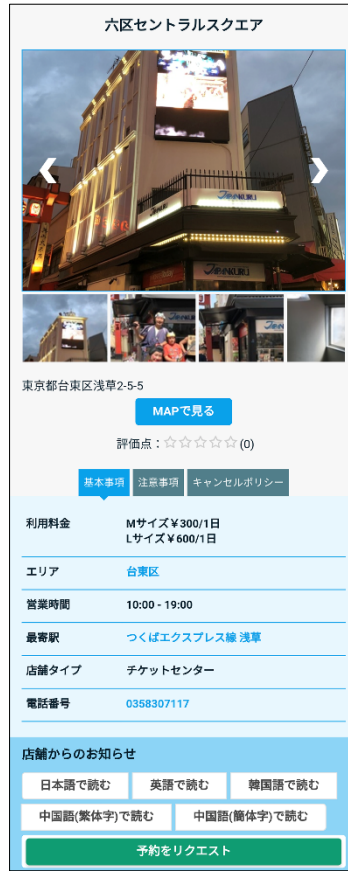 六区セントラルスクエア
JAPANKURU
JAPANKURU
東京都台東区浅草2-5-5
MAPで見る
評価点：☆☆☆☆☆(0)
基本事項 注意事項 キャンセルポリシー
利用料金 Mサイズ￥300/1日
Lサイズ￥600/1日
エリア 台東区
営業時間 10:00 - 19:00
最寄駅 つくばエクスプレス線 浅草
店舗タイプ チケットセンター
電話番号 0358307117
店舗からのお知らせ
日本語で読む 英語で読む 韓国語で読む
中国語(繁体字)で読む 中国語(簡体字)で読む
予約をリクエスト